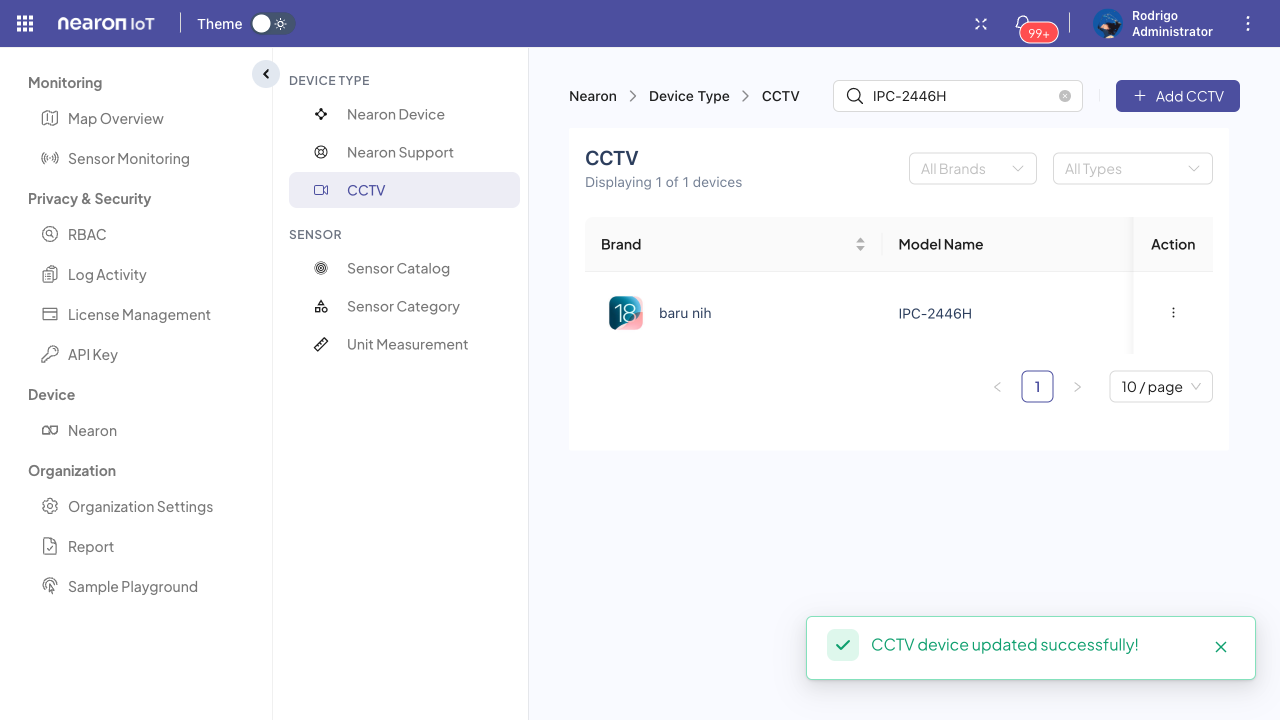 nearon IoT
Theme
99+
Rodrigo
Administrator
Monitoring
Map Overview
Sensor Monitoring
Privacy & Security
RBAC
Log Activity
License Management
API Key
Device
Nearon
Organization
Organization Settings
Report
Sample Playground
DEVICE TYPE
Nearon Device
Nearon Support
CCTV
SENSOR
Sensor Catalog
Sensor Category
Unit Measurement
Nearon > Device Type > CCTV
IPC-2446H
+ Add CCTV
CCTV
Displaying 1 of 1 devices
All Brands
All Types
Brand Model Name Action
18 baru nih IPC-2446H
< 1 > 10 / page
CCTV device updated successfully!